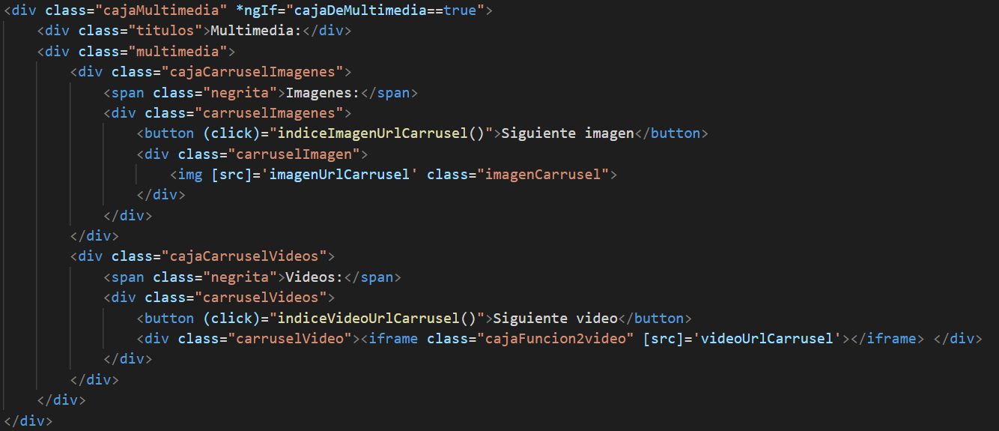 <div class="cajaMultimedia" *ngIf="cajaDeMultimedia==true">
    <div class="titulos">Multimedia:</div>
    <div class="multimedia">
        <div class="cajaCarruselImagenes">
            <span class="negrita">Imagenes:</span>
            <div class="carruselImagenes">
                <button (click)="indiceImagenUrlCarrusel()">Siguiente imagen</button>
                <div class="carruselImagen">
                    <img [src]='imagenUrlCarrusel' class="imagenCarrusel">
                </div>
            </div>
        </div>
        <div class="cajaCarruselVideos">
            <span class="negrita">Videos:</span>
            <div class="carruselVideos">
                <button (click)="indiceVideoUrlCarrusel()">Siguiente video</button>
                <div class="carruselVideo"><iframe class="cajaFuncion2video" [src]='videoUrlCarrusel'></iframe> </div>
            </div>
        </div>
    </div>
</div>